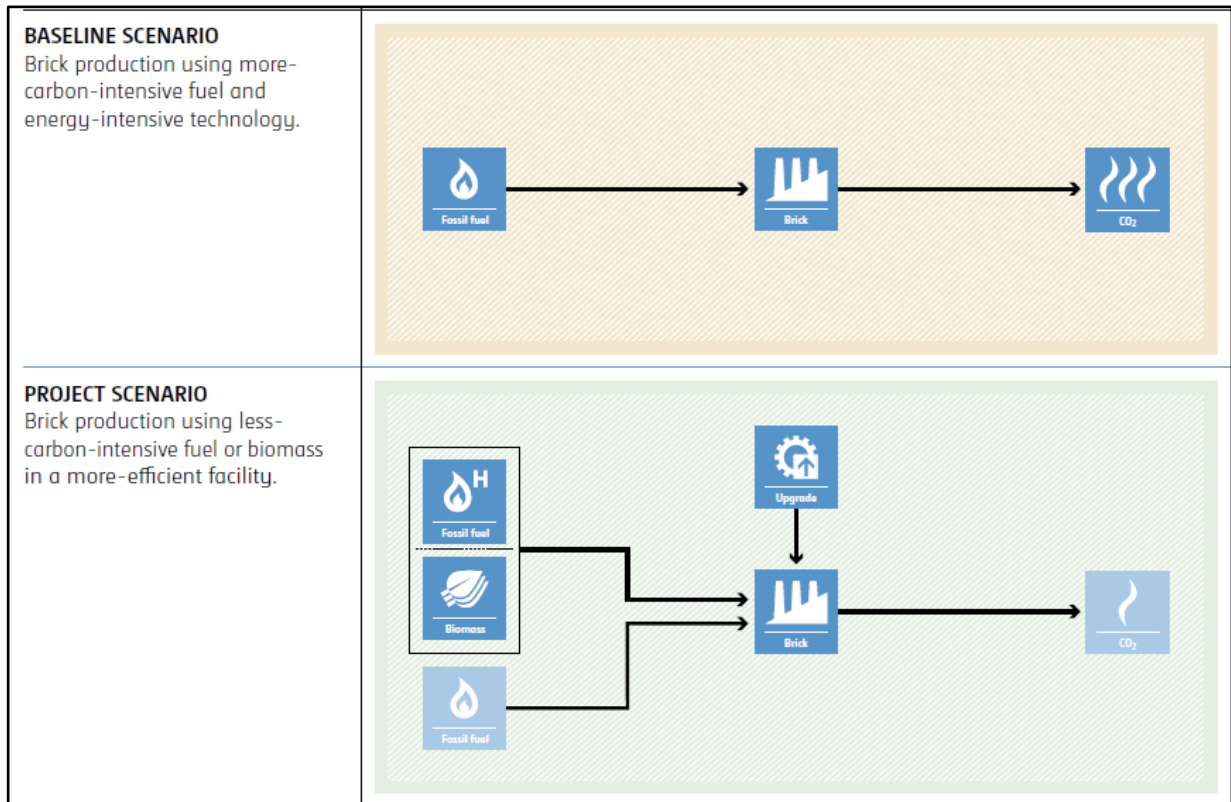 BASELINE SCENARIO
Brick production using more-
carbon-intensive fuel and
energy-intensive technology.
Fossil fuel
Brick
CO₂
PROJECT SCENARIO
Brick production using less-
carbon-intensive fuel or biomass
in a more-efficient facility.
H
Fossil fuel
Biomass
Fossil fuel
Upgrade
Brick
CO₂